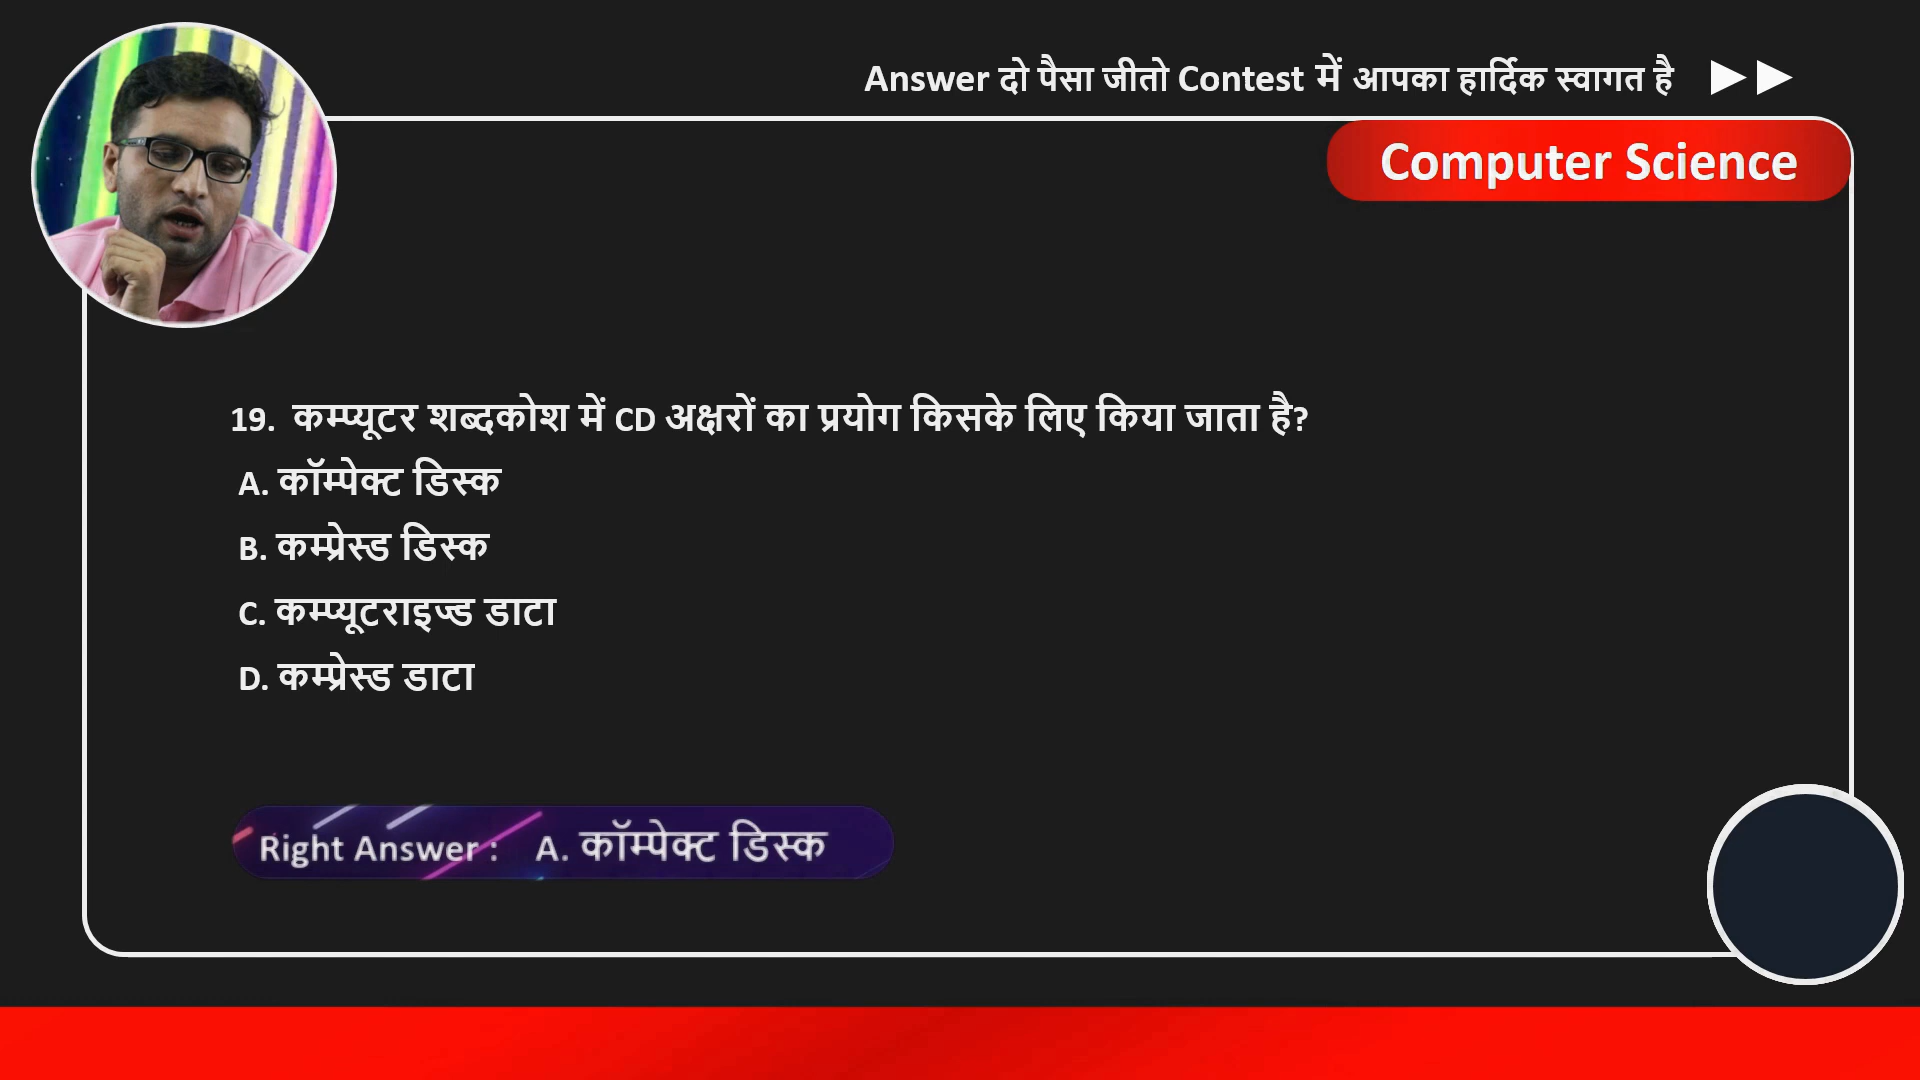 Answer दो पैसा जीतो Contest में आपका हार्दिक स्वागत है
Computer Science
19. कम्प्यूटर शब्दकोश में CD अक्षरों का प्रयोग किसके लिए किया जाता है?
A. कॉम्पेक्ट डिस्क
B. कम्प्रेस्ड डिस्क
C. कम्प्यूटराइज्ड डाटा
D. कम्प्रेस्ड डाटा
Right Answer : A. कॉम्पेक्ट डिस्क